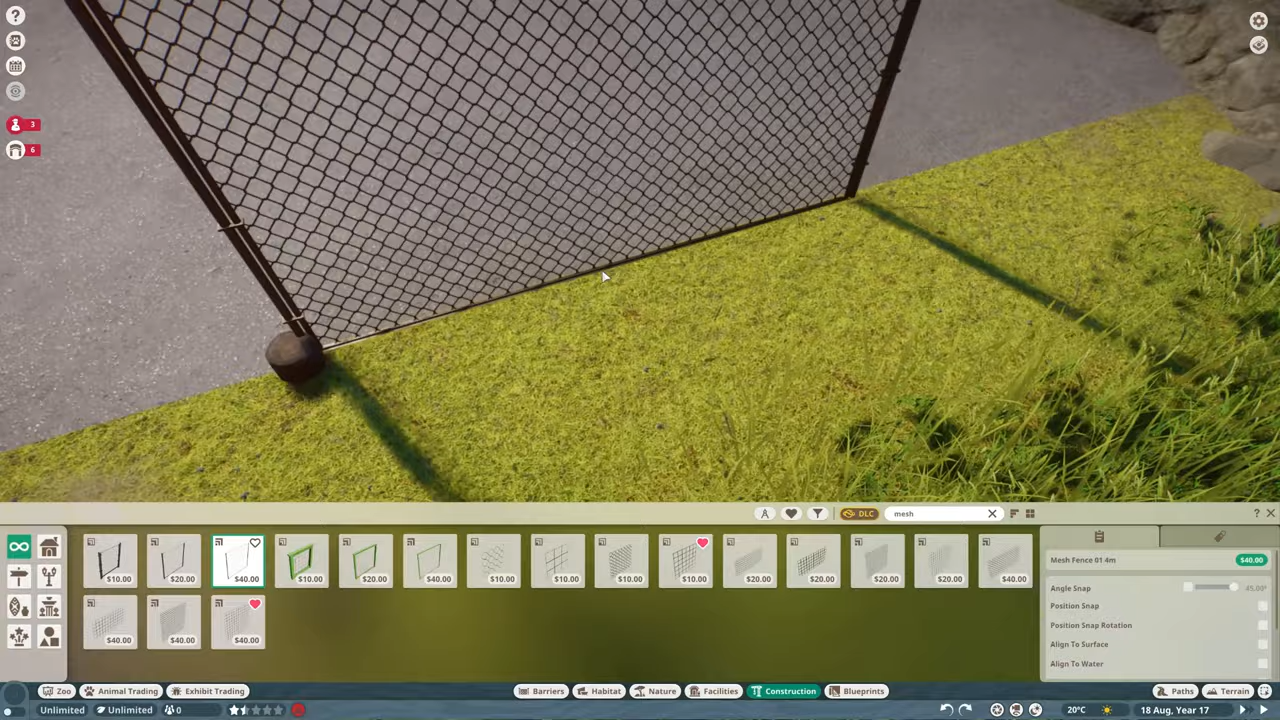 ?
3
6
mesh
DLC
?
$10.00 $20.00 $40.00 $10.00 $20.00 $40.00 $10.00 $10.00 $10.00 $10.00 $20.00 $20.00 $20.00 $20.00 $40.00
$40.00 $40.00 $40.00
Mesh Fence 01 4m $40.00
Angle Snap 45.00°
Position Snap
Position Snap Rotation
Align To Surface
Align To Water
Zoo Animal Trading Exhibit Trading Barriers Habitat Nature Facilities Construction Blueprints Paths Terrain
Unlimited Unlimited 0 20°C 18 Aug, Year 17